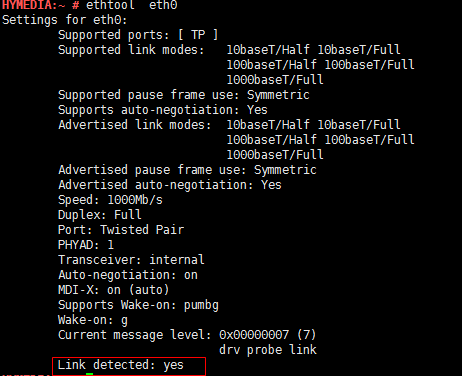 HYMEDIA:~ # ethtool  eth0
Settings for eth0:
        Supported ports: [ TP ]
        Supported link modes:   10baseT/Half 10baseT/Full
                                100baseT/Half 100baseT/Full
                                1000baseT/Full
        Supported pause frame use: Symmetric
        Supports auto-negotiation: Yes
        Advertised link modes:  10baseT/Half 10baseT/Full
                                100baseT/Half 100baseT/Full
                                1000baseT/Full
        Advertised pause frame use: Symmetric
        Advertised auto-negotiation: Yes
        Speed: 1000Mb/s
        Duplex: Full
        Port: Twisted Pair
        PHYAD: 1
        Transceiver: internal
        Auto-negotiation: on
        MDI-X: on (auto)
        Supports Wake-on: pumbg
        Wake-on: g
        Current message level: 0x00000007 (7)
                               drv probe link
        Link detected: yes